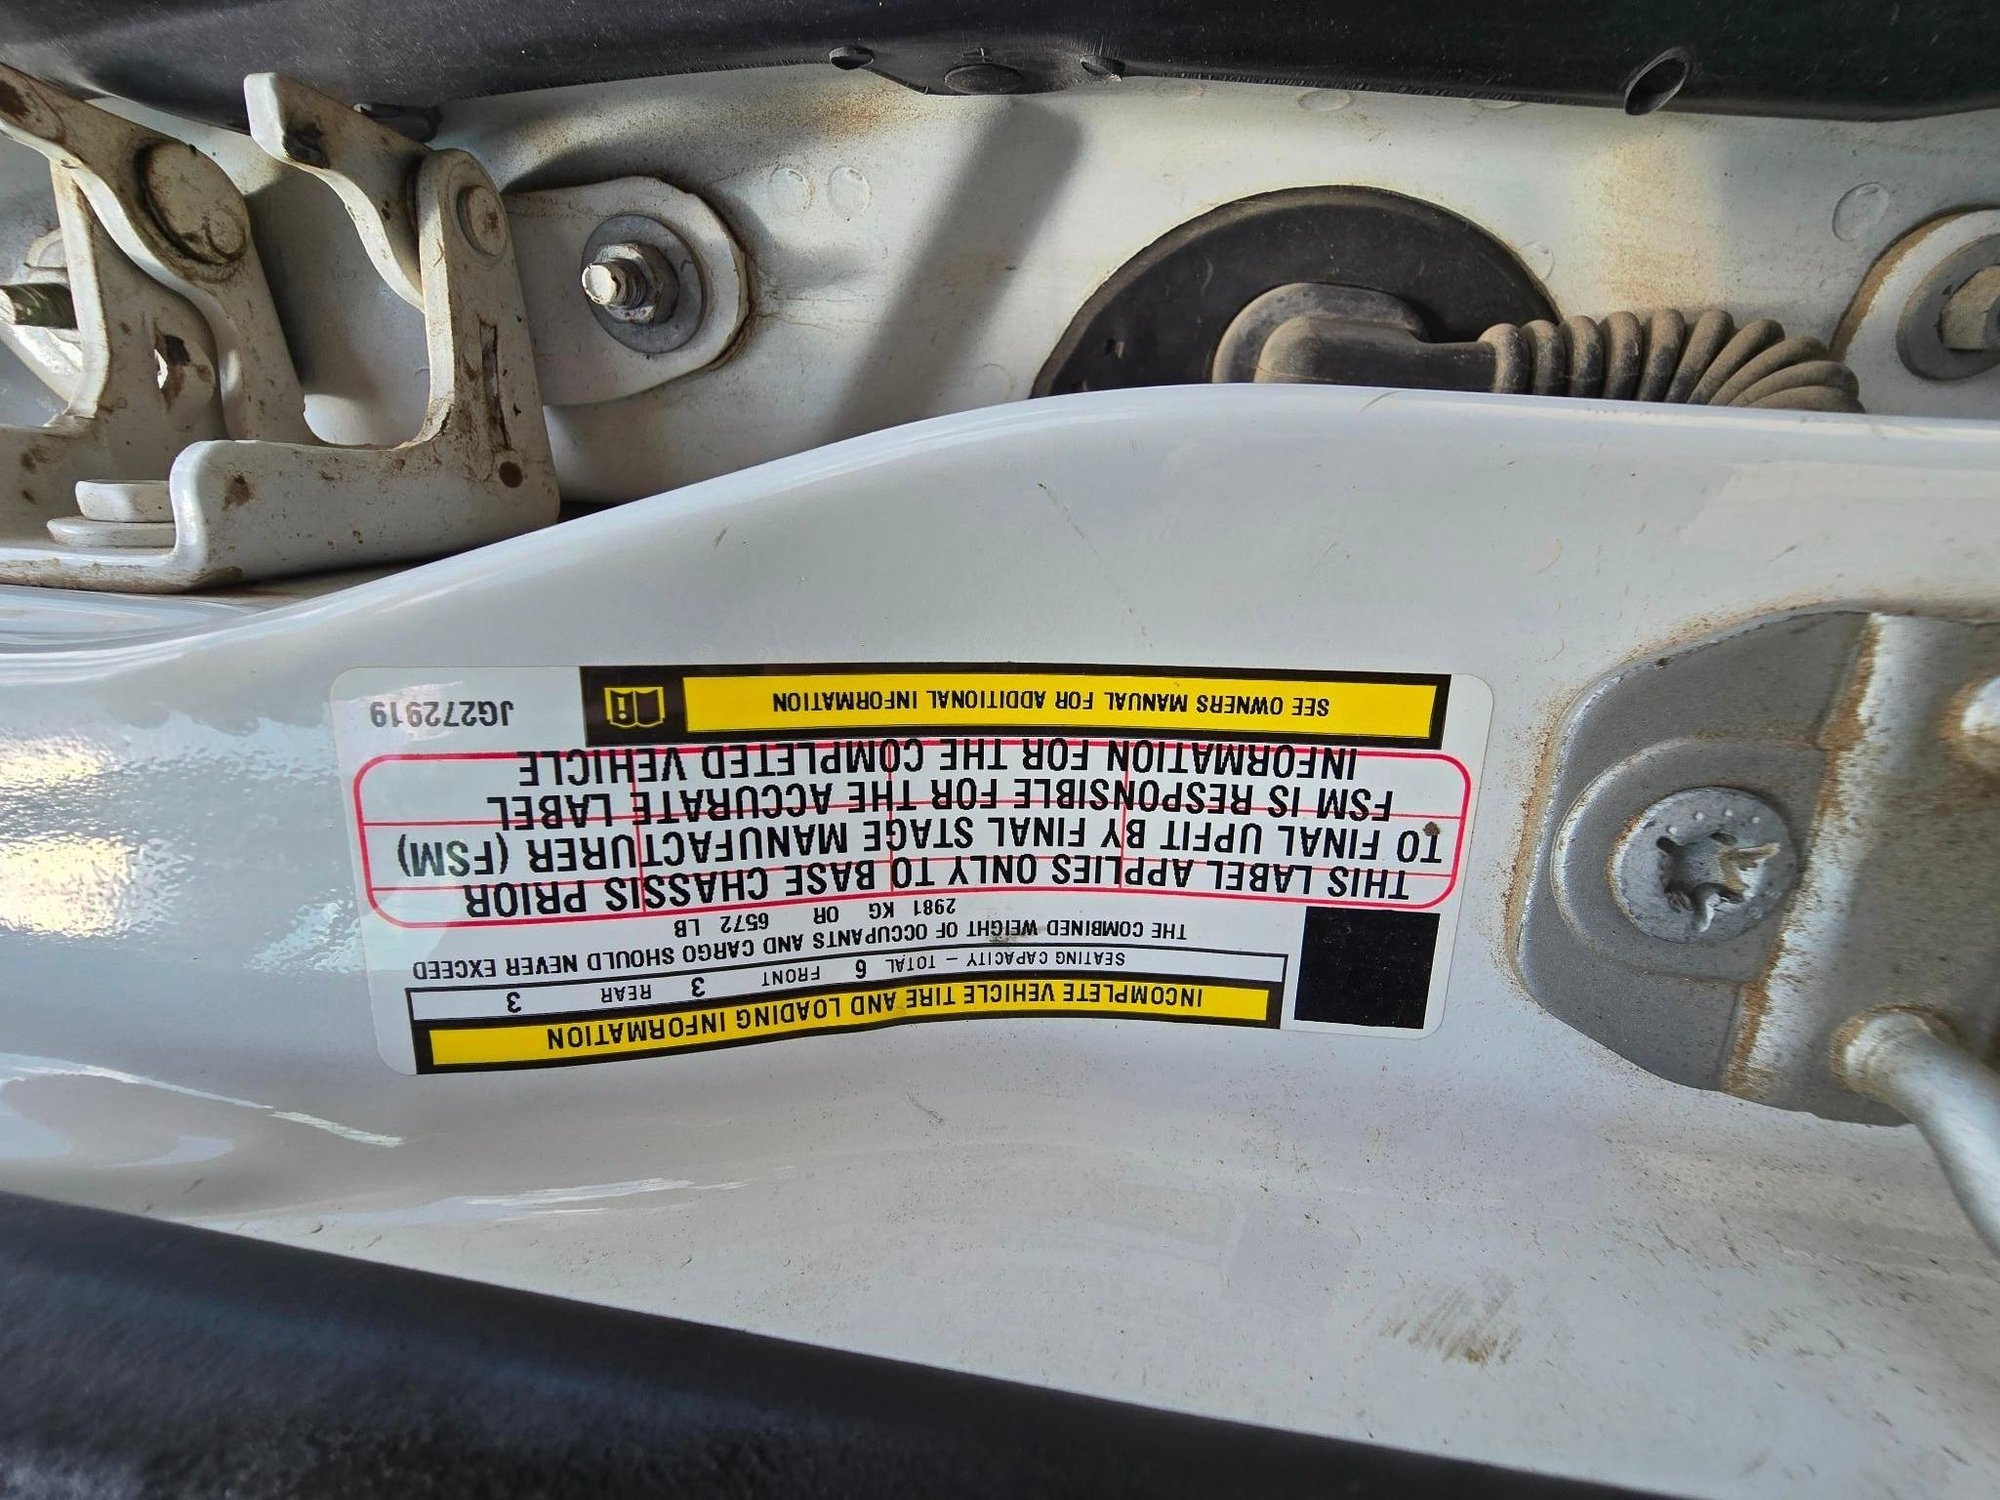 INCOMPLETE VEHICLE TIRE AND LOADING INFORMATION
SEATING CAPACITY - TOTAL 6 FRONT 3 REAR 3
THE COMBINED WEIGHT OF OCCUPANTS AND CARGO SHOULD NEVER EXCEED
2981 KG OR 6572 LB
THIS LABEL APPLIES ONLY TO BASE CHASSIS PRIOR
TO FINAL UPFIT BY FINAL STAGE MANUFACTURER (FSM)
FSM IS RESPONSIBLE FOR THE ACCURATE LABEL
INFORMATION FOR THE COMPLETED VEHICLE
SEE OWNERS MANUAL FOR ADDITIONAL INFORMATION
JG272919